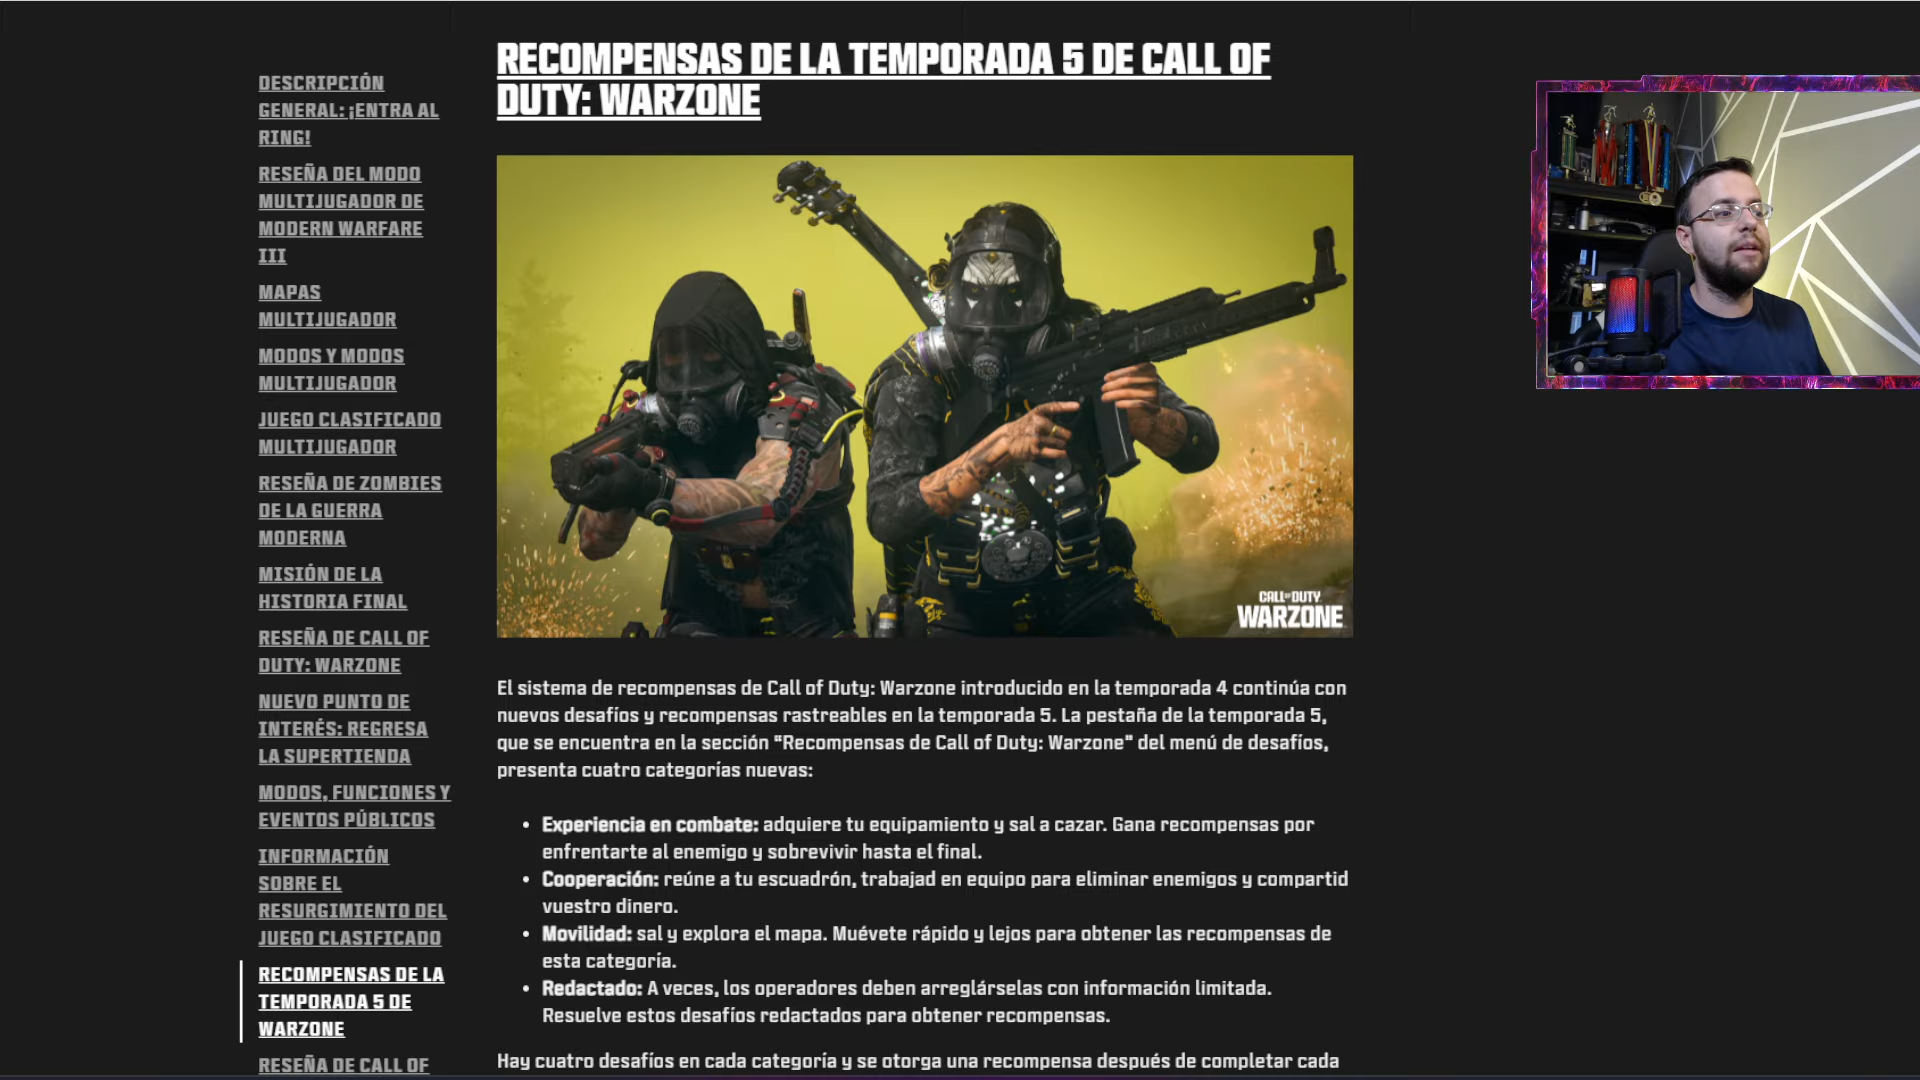 DESCRIPCIÓN
GENERAL: ¡ENTRA AL
RING!
RESEÑA DEL MODO
MULTIJUGADOR DE
MODERN WARFARE
III
MAPAS
MULTIJUGADOR
MODOS Y MODOS
MULTIJUGADOR
JUEGO CLASIFICADO
MULTIJUGADOR
RESEÑA DE ZOMBIES
DE LA GUERRA
MODERNA
MISIÓN DE LA
HISTORIA FINAL
RESEÑA DE CALL OF
DUTY: WARZONE
NUEVO PUNTO DE
INTERÉS: REGRESA
LA SUPERTIENDA
MODOS, FUNCIONES Y
EVENTOS PÚBLICOS
INFORMACIÓN
SOBRE EL
RESURGIMIENTO DEL
JUEGO CLASIFICADO
RECOMPENSAS DE LA
TEMPORADA 5 DE
WARZONE
RESEÑA DE CALL OF
RECOMPENSAS DE LA TEMPORADA 5 DE CALL OF
DUTY: WARZONE
CALL OF DUTY
WARZONE
El sistema de recompensas de Call of Duty: Warzone introducido en la temporada 4 continúa con
nuevos desafíos y recompensas rastreables en la temporada 5. La pestaña de la temporada 5,
que se encuentra en la sección "Recompensas de Call of Duty: Warzone" del menú de desafíos,
presenta cuatro categorías nuevas:
• Experiencia en combate: adquiere tu equipamiento y sal a cazar. Gana recompensas por
enfrentarte al enemigo y sobrevivir hasta el final.
• Cooperación: reúne a tu escuadrón, trabajad en equipo para eliminar enemigos y compartid
vuestro dinero.
• Movilidad: sal y explora el mapa. Muévete rápido y lejos para obtener las recompensas de
esta categoría.
• Redactado: A veces, los operadores deben arreglárselas con información limitada.
Resuelve estos desafíos redactados para obtener recompensas.
Hay cuatro desafíos en cada categoría y se otorga una recompensa después de completar cada